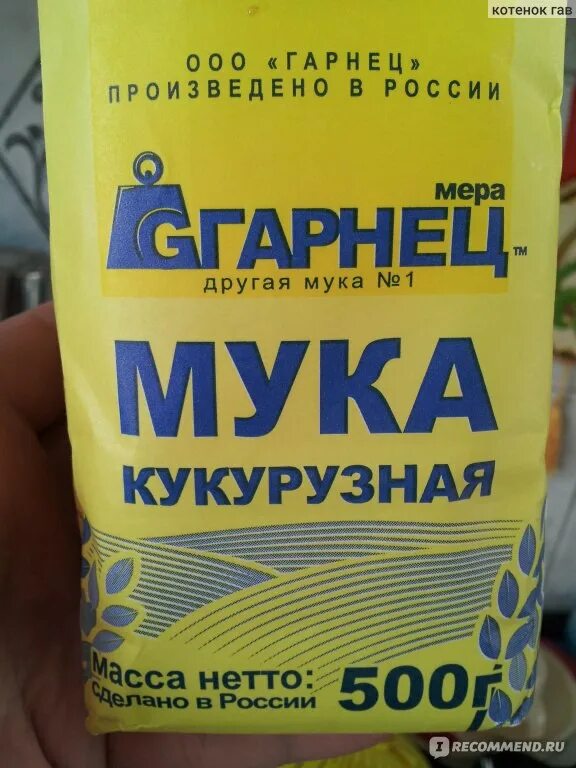 котенок гав
ООО «ГАРНЕЦ»
ПРОИЗВЕДЕНО В РОССИИ
мера
GГАРНЕЦ™
другая мука №1
МУКА
КУКУРУЗНАЯ
Масса нетто: 500г
сделано в России
IRECOMMEND.RU